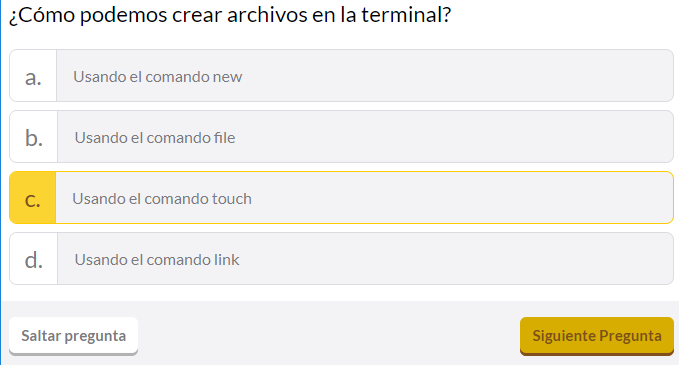 ¿Cómo podemos crear archivos en la terminal?
a. Usando el comando new
b. Usando el comando file
c. Usando el comando touch
d. Usando el comando link
Saltar pregunta Siguiente Pregunta